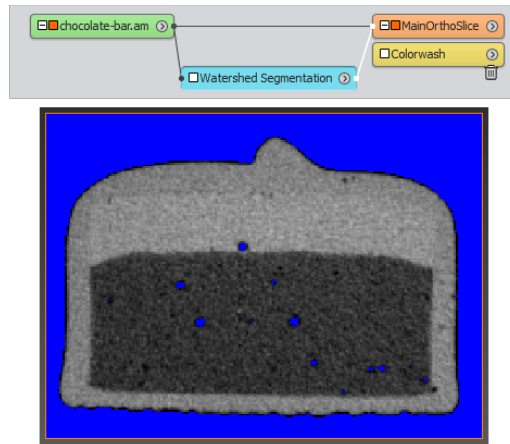 chocolate-bar.am
MainOrthoSlice
Colorwash
Watershed Segmentation